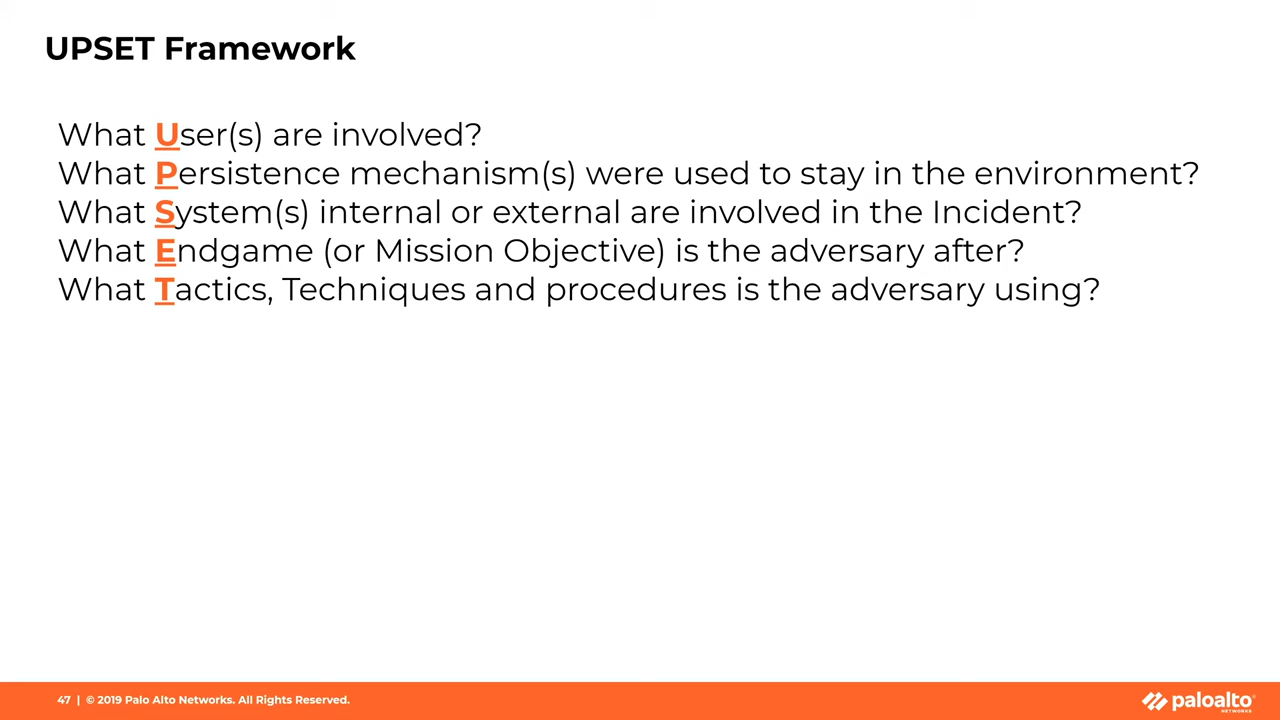 UPSET Framework
What User(s) are involved?
What Persistence mechanism(s) were used to stay in the environment?
What System(s) internal or external are involved in the Incident?
What Endgame (or Mission Objective) is the adversary after?
What Tactics, Techniques and procedures is the adversary using?
47 | © 2019 Palo Alto Networks. All Rights Reserved.
paloalto
NETWORKS